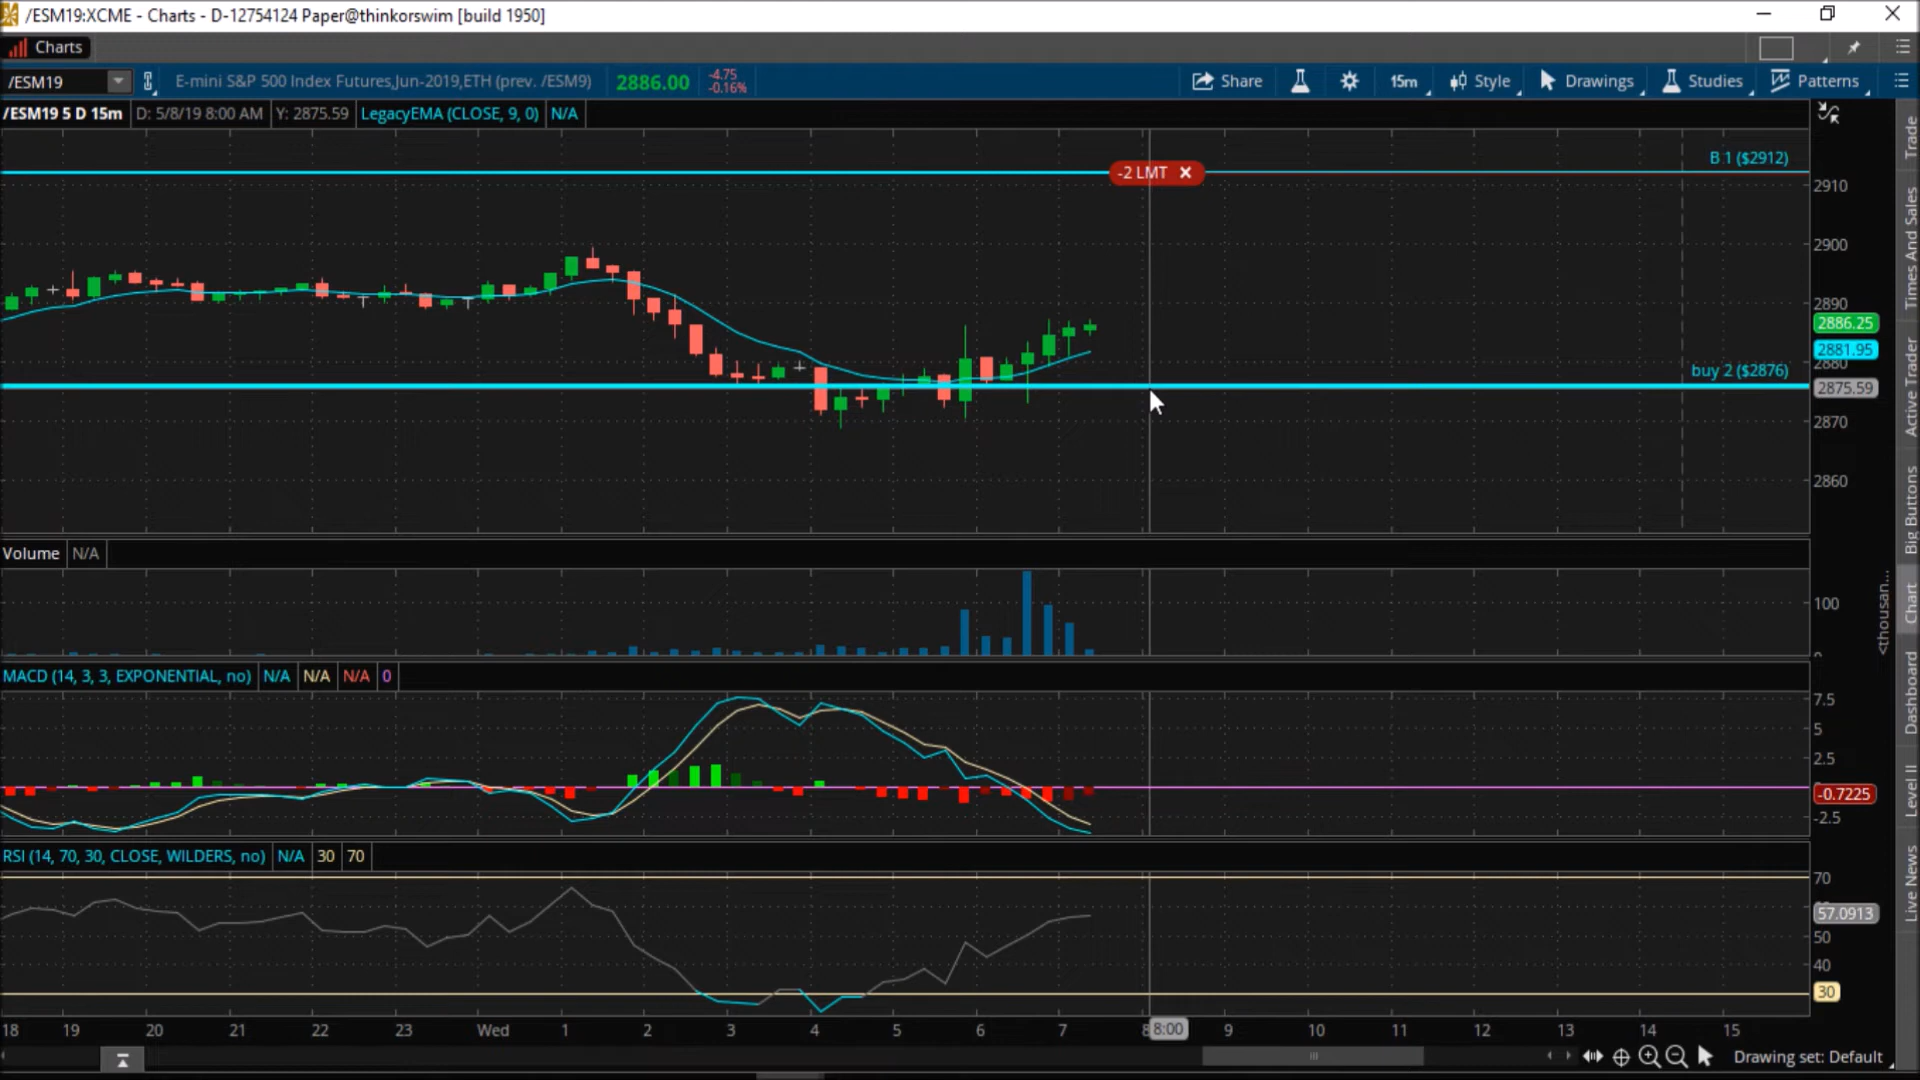 /ESM19:XCME - Charts - D-12754124 Paper@thinkorswim [build 1950]
Charts
/ESM19 E-mini S&P 500 Index Futures,Jun-2019,ETH (prev. /ESM9) 2886.00 -4.75 -0.16% Share 15m Style Drawings Studies Patterns
/ESM19 5 D 15m D: 5/8/19 8:00 AM Y: 2875.59 LegacyEMA (CLOSE, 9, 0) N/A
B 1 ($2912)
-2 LMT
2910
2900
2890
2886.25
2881.95
2880
buy 2 ($2876)
2875.59
2870
2860
Volume N/A
100
<thousan...
MACD (14, 3, 3, EXPONENTIAL, no) N/A N/A N/A 0
7.5
5
2.5
-0.7225
-2.5
RSI (14, 70, 30, CLOSE, WILDERS, no) N/A 30 70
70
57.0913
50
40
30
18 19 20 21 22 23 Wed 1 2 3 4 5 6 7 8 8:00 9 10 11 12 13 14 15
Drawing set: Default
Trade
Times And Sales
Active Trader
Big Buttons
Chart
Dashboard
Level II
Live News